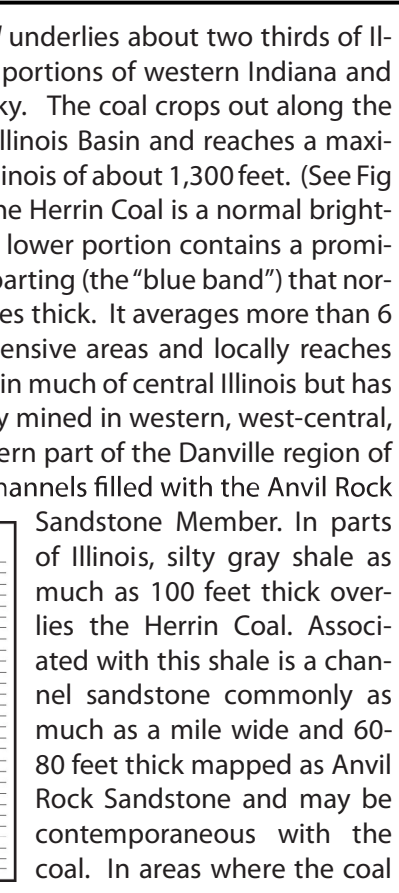 underlies about two thirds of Il-
portions of western Indiana and
ky. The coal crops out along the
llinois Basin and reaches a maxi-
linois of about 1,300 feet. (See Fig
he Herrin Coal is a normal bright-
lower portion contains a promi-
parting (the “blue band”) that nor-
es thick. It averages more than 6
ensive areas and locally reaches
in much of central Illinois but has
y mined in western, west-central,
ern part of the Danville region of
hannels filled with the Anvil Rock
Sandstone Member. In parts
of Illinois, silty gray shale as
much as 100 feet thick over-
lies the Herrin Coal. Associ-
ated with this shale is a chan-
nel sandstone commonly as
much as a mile wide and 60-
80 feet thick mapped as Anvil
Rock Sandstone and may be
contemporaneous with the
coal. In areas where the coal